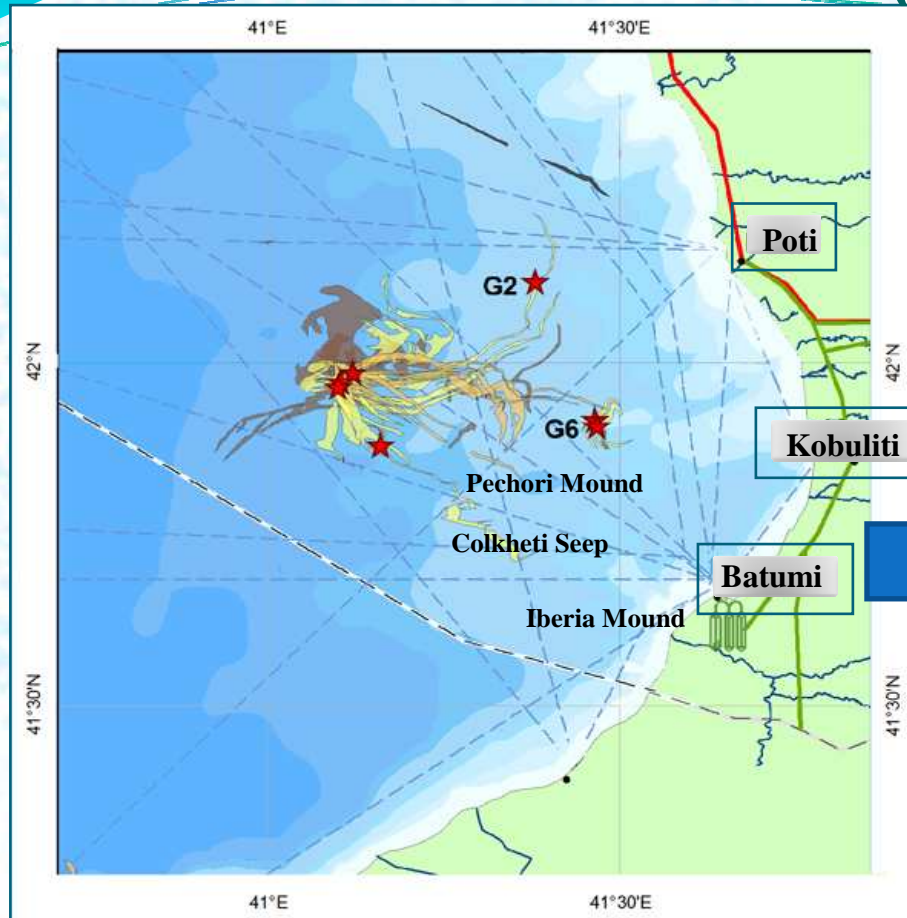 41°E 41°30'E
Poti
G2
42°N 42°N
G6
Kobuliti
Pechori Mound
Colkheti Seep
Batumi
Iberia Mound
41°30'N 41°30'N
41°E 41°30'E